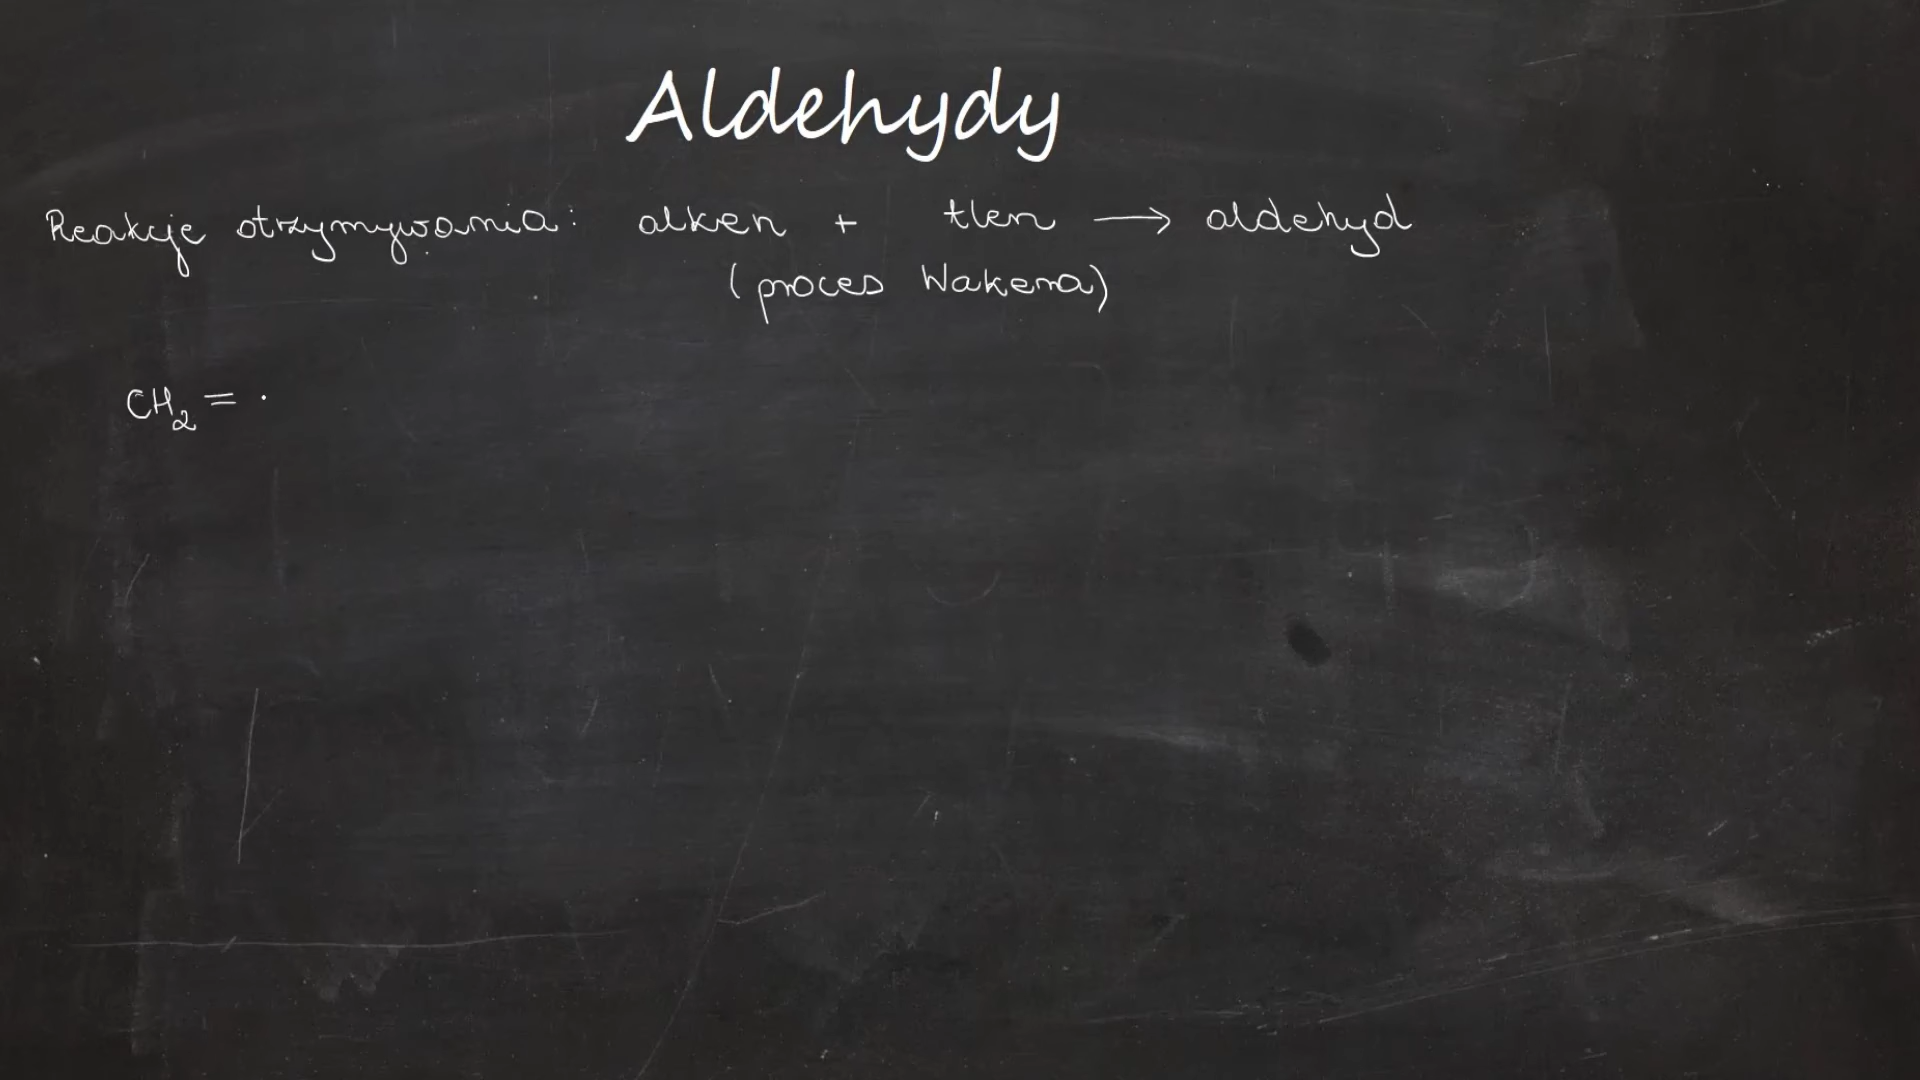 Aldehydy
Reakcje otrzymywania: alken + tlen → aldehyd
(proces Wakera)
CH₂ = ·